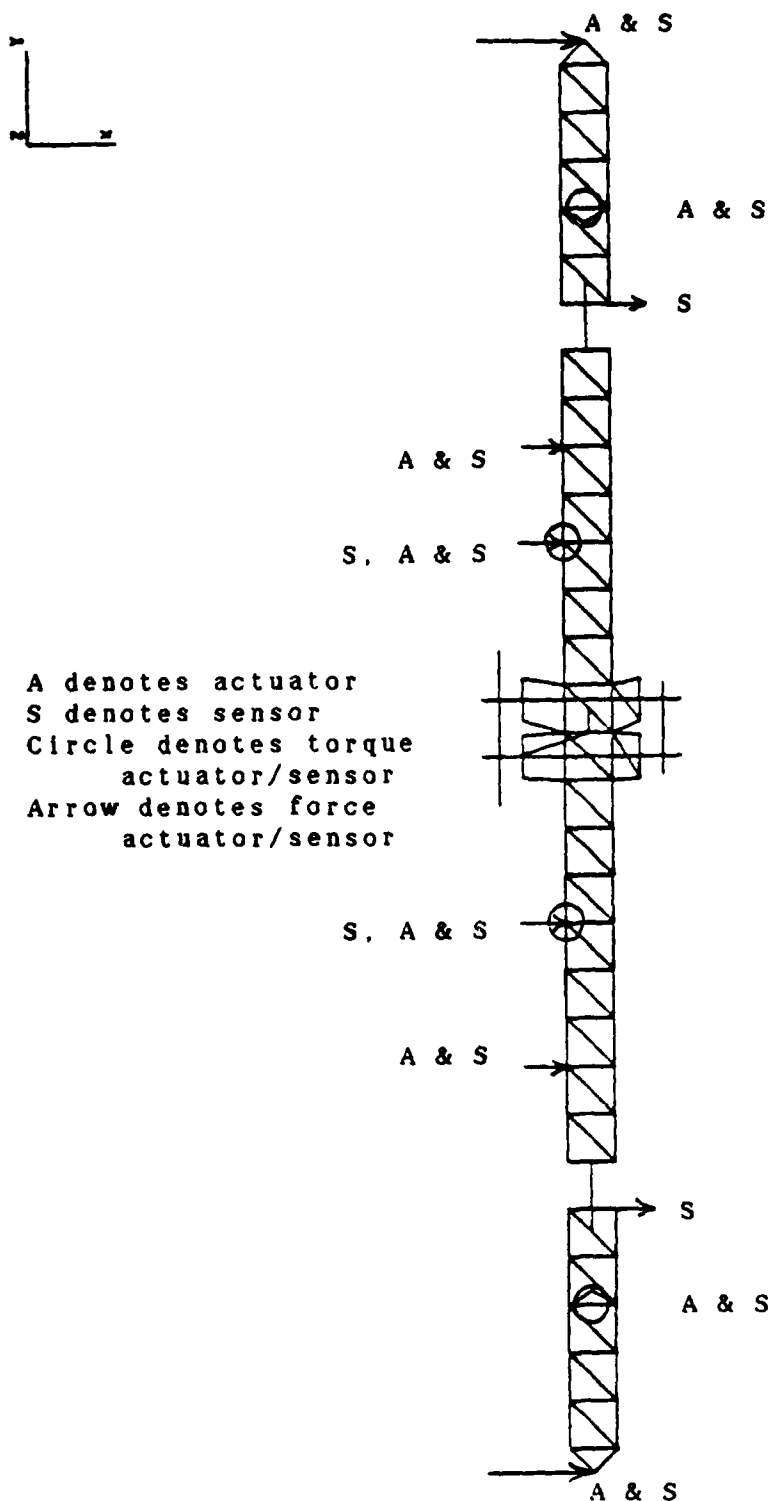 A & S
Y
Z X
A & S
S
A & S
S, A & S
A denotes actuator
S denotes sensor
Circle denotes torque
actuator/sensor
Arrow denotes force
actuator/sensor
S, A & S
A & S
S
A & S
A & S